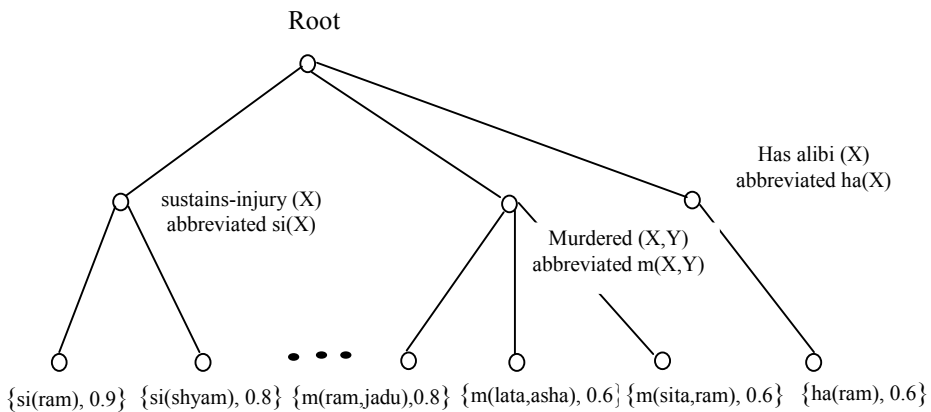 Root
Has alibi (X)
abbreviated ha(X)
sustains-injury (X)
abbreviated si(X)
Murdered (X,Y)
abbreviated m(X,Y)
{si(ram), 0.9} {si(shyam), 0.8} {m(ram,jadu),0.8} {m(lata,asha), 0.6} {m(sita,ram), 0.6} {ha(ram), 0.6}